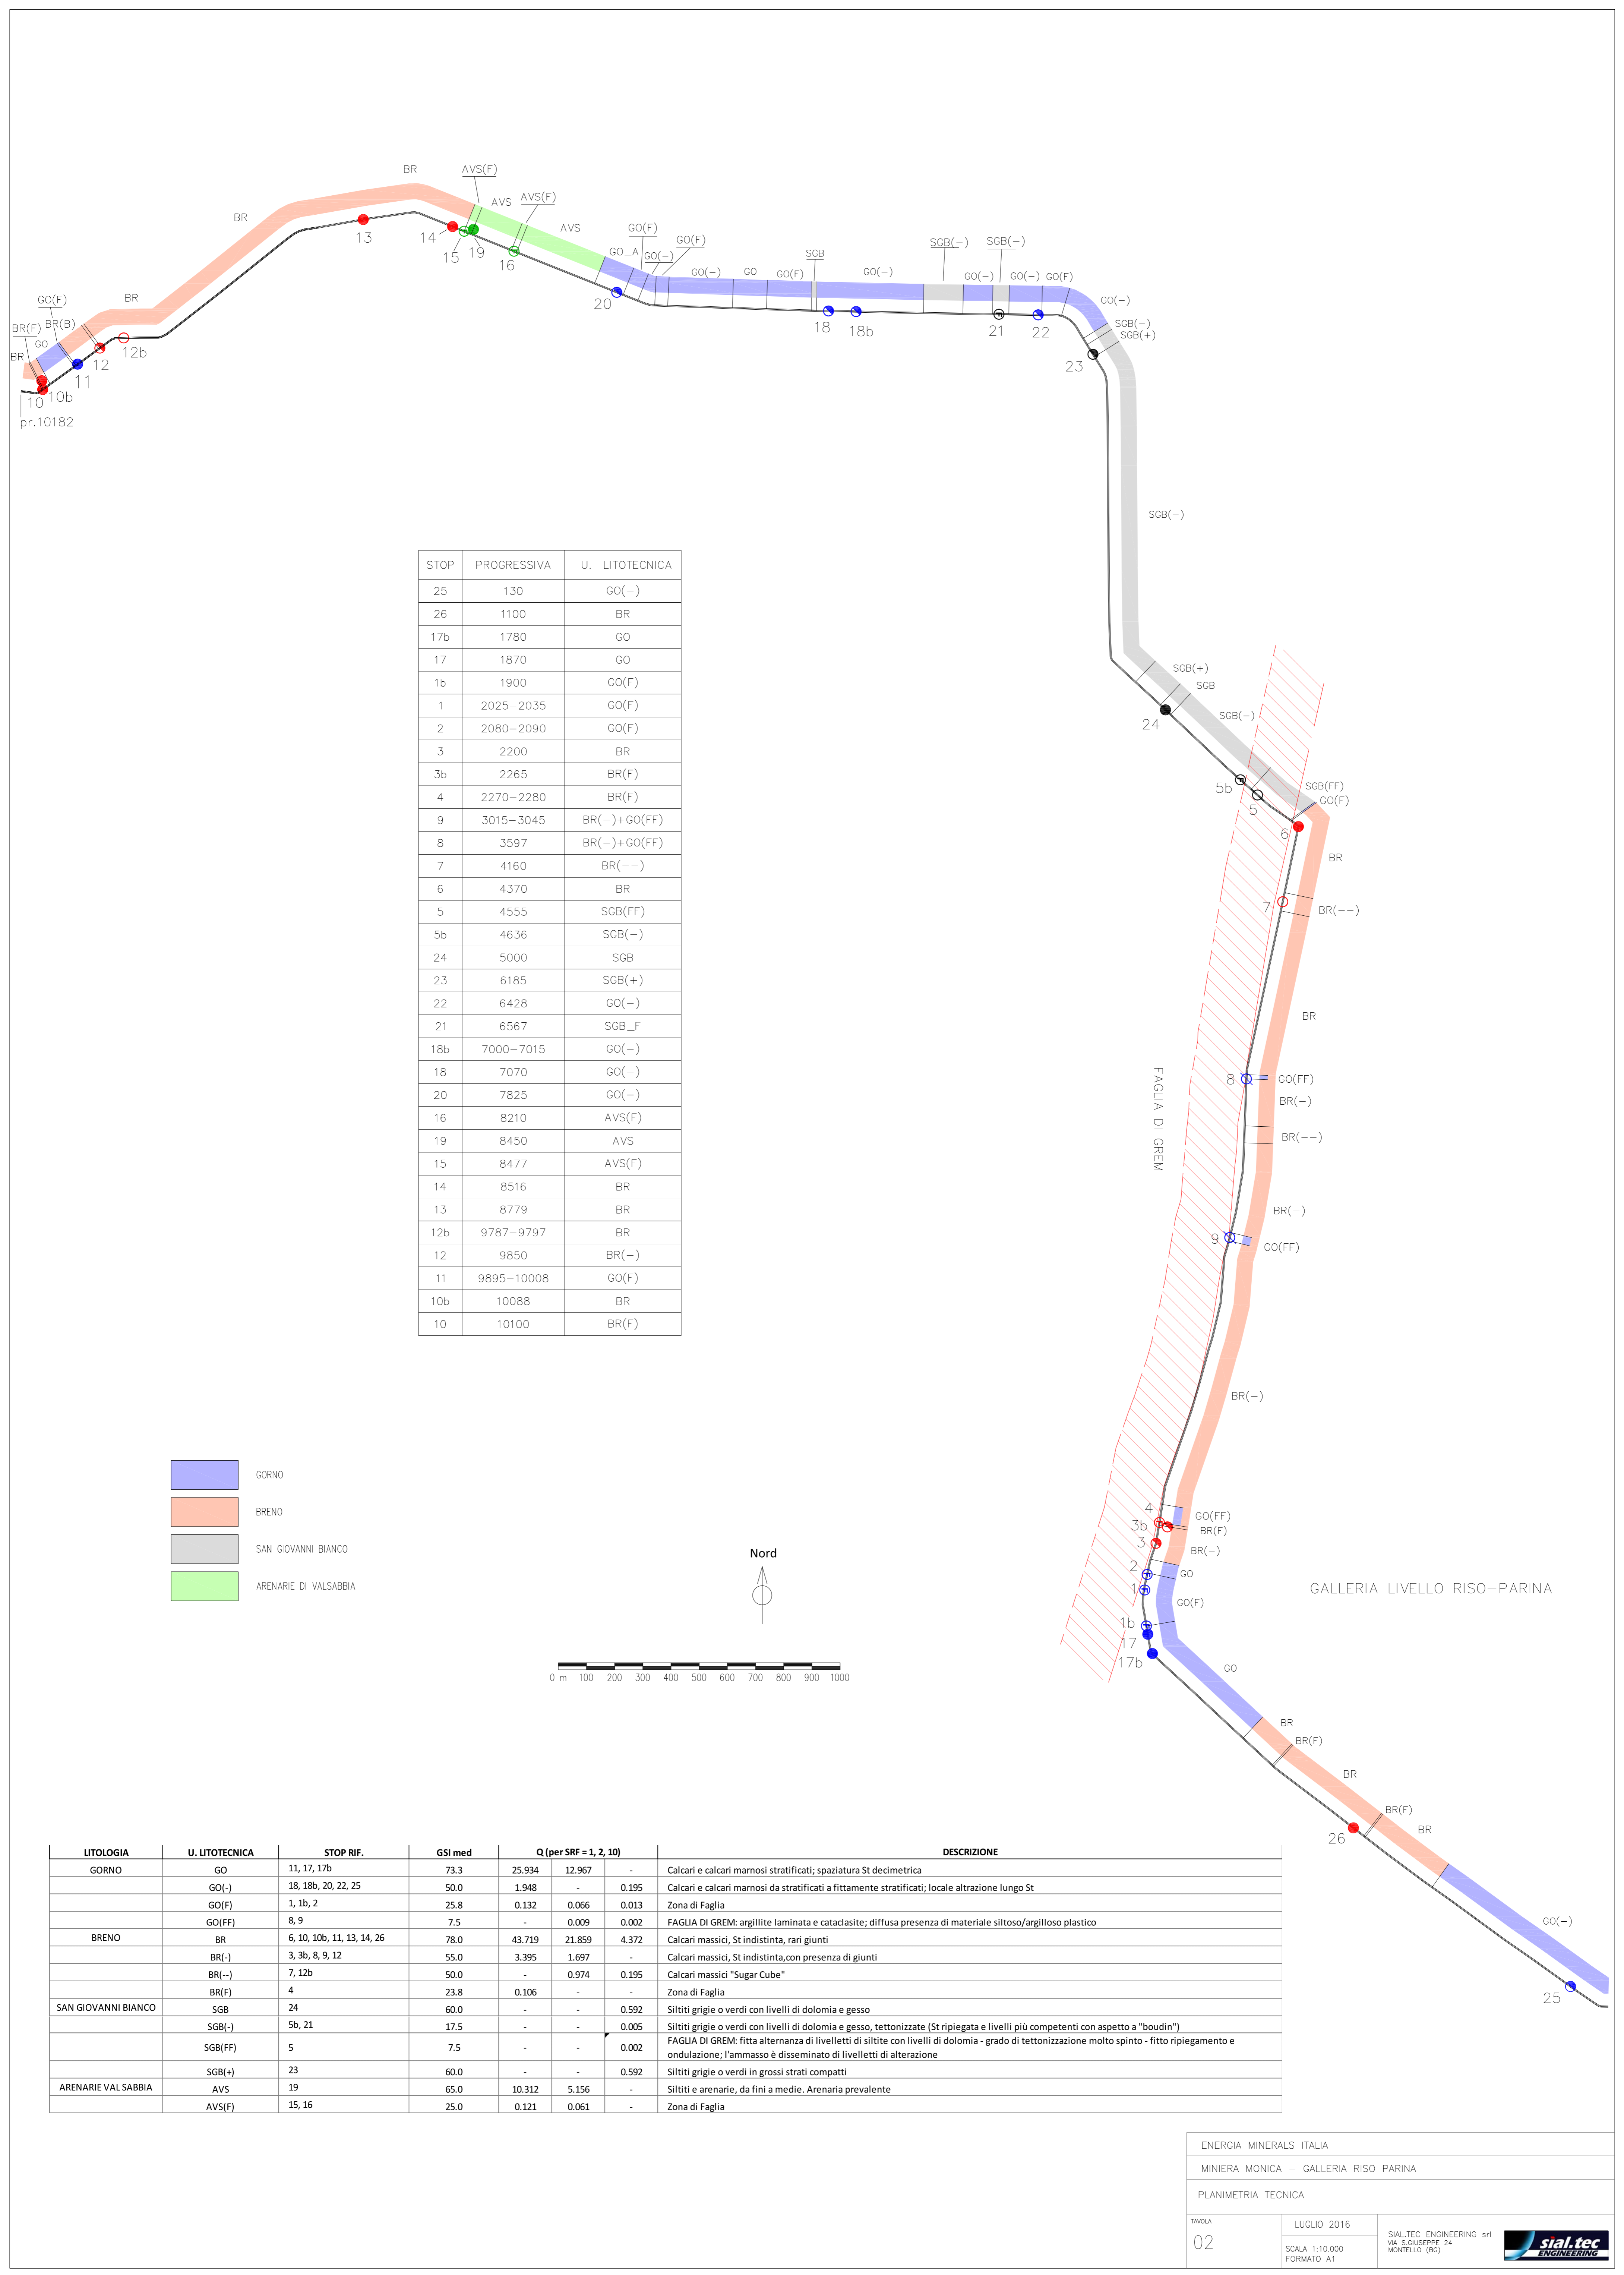 BR
AVS(F)
AVS
AVS(F)
AVS
BR
13
14
15
19
16
GO_A
GO(F)
GO(-)
GO(F)
GO(-)
GO
GO(F)
SGB
GO(-)
SGB(-)
GO(-)
SGB(-)
GO(-)
GO(F)
GO(-)
SGB(-)
SGB(+)
20
18
18b
21
22
23
GO(F)
BR
BR(F)
BR(B)
GO
BR
12b
12
11
10b
10
pr.10182
SGB(-)
SGB(+)
SGB
SGB(-)
24
5b
5
SGB(FF)
GO(F)
6
BR
7
BR(--)
BR
8
GO(FF)
BR(-)
BR(--)
FAGLIA DI GREM
BR(-)
9
GO(FF)
BR(-)
4
GO(FF)
3b
BR(F)
3
BR(-)
2
GO
1
GO(F)
1b
17
17b
GO
BR
BR(F)
BR
BR(F)
BR
26
GO(-)
25
GALLERIA LIVELLO RISO-PARINA
STOP PROGRESSIVA U. LITOTECNICA
25 130 GO(-)
26 1100 BR
17b 1780 GO
17 1870 GO
1b 1900 GO(F)
1 2025-2035 GO(F)
2 2080-2090 GO(F)
3 2200 BR
3b 2265 BR(F)
4 2270-2280 BR(F)
9 3015-3045 BR(-)+GO(FF)
8 3597 BR(-)+GO(FF)
7 4160 BR(--)
6 4370 BR
5 4555 SGB(FF)
5b 4636 SGB(-)
24 5000 SGB
23 6185 SGB(+)
22 6428 GO(-)
21 6567 SGB_F
18b 7000-7015 GO(-)
18 7070 GO(-)
20 7825 GO(-)
16 8210 AVS(F)
19 8450 AVS
15 8477 AVS(F)
14 8516 BR
13 8779 BR
12b 9787-9797 BR
12 9850 BR(-)
11 9895-10008 GO(F)
10b 10088 BR
10 10100 BR(F)
GORNO
BRENO
SAN GIOVANNI BIANCO
ARENARIE DI VALSABBIA
Nord
0 m 100 200 300 400 500 600 700 800 900 1000
LITOLOGIA U. LITOTECNICA STOP RIF. GSI med Q (per SRF = 1, 2, 10) DESCRIZIONE
GORNO GO 11, 17, 17b 73.3 25.934 12.967 - Calcari e calcari marnosi stratificati; spaziatura St decimetrica
GO(-) 18, 18b, 20, 22, 25 50.0 1.948 - 0.195 Calcari e calcari marnosi da stratificati a fittamente stratificati; locale altrazione lungo St
GO(F) 1, 1b, 2 25.8 0.132 0.066 0.013 Zona di Faglia
GO(FF) 8, 9 7.5 - 0.009 0.002 FAGLIA DI GREM: argillite laminata e cataclasite; diffusa presenza di materiale siltoso/argilloso plastico
BRENO BR 6, 10, 10b, 11, 13, 14, 26 78.0 43.719 21.859 4.372 Calcari massici, St indistinta, rari giunti
BR(-) 3, 3b, 8, 9, 12 55.0 3.395 1.697 - Calcari massici, St indistinta,con presenza di giunti
BR(--) 7, 12b 50.0 - 0.974 0.195 Calcari massici "Sugar Cube"
BR(F) 4 23.8 0.106 - - Zona di Faglia
SAN GIOVANNI BIANCO SGB 24 60.0 - - 0.592 Siltiti grigie o verdi con livelli di dolomia e gesso
SGB(-) 5b, 21 17.5 - - 0.005 Siltiti grigie o verdi con livelli di dolomia e gesso, tettonizzate (St ripiegata e livelli più competenti con aspetto a "boudin")
SGB(FF) 5 7.5 - - 0.002 FAGLIA DI GREM: fitta alternanza di livelletti di siltite con livelli di dolomia - grado di tettonizzazione molto spinto - fitto ripiegamento e
ondulazione; l'ammasso è disseminato di livelletti di alterazione
SGB(+) 23 60.0 - - 0.592 Siltiti grigie o verdi in grossi strati compatti
ARENARIE VAL SABBIA AVS 19 65.0 10.312 5.156 - Siltiti e arenarie, da fini a medie. Arenaria prevalente
AVS(F) 15, 16 25.0 0.121 0.061 - Zona di Faglia
ENERGIA MINERALS ITALIA
MINIERA MONICA - GALLERIA RISO PARINA
PLANIMETRIA TECNICA
TAVOLA
02
LUGLIO 2016
SCALA 1:10.000
FORMATO A1
SIAL.TEC ENGINEERING srl
VIA S.GIUSEPPE 24
MONTELLO (BG)
sial.tec
ENGINEERING